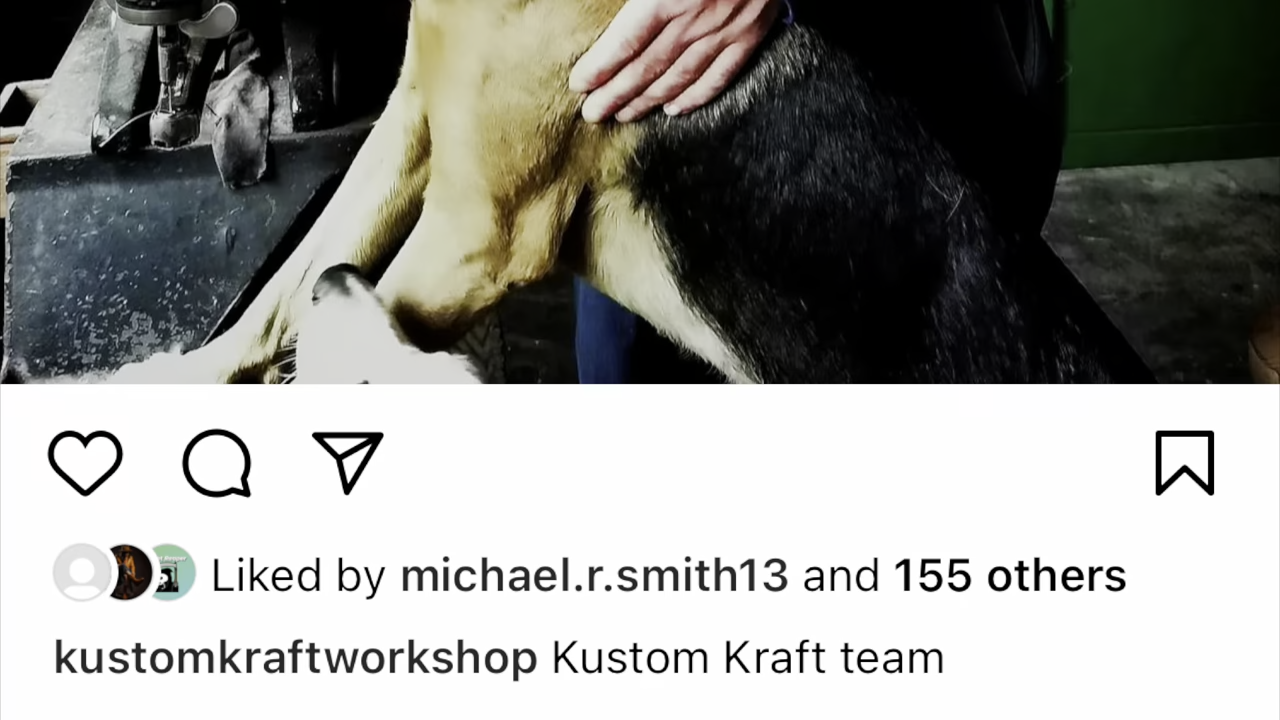 Liked by michael.r.smith13 and 155 others
kustomkraftworkshop Kustom Kraft team